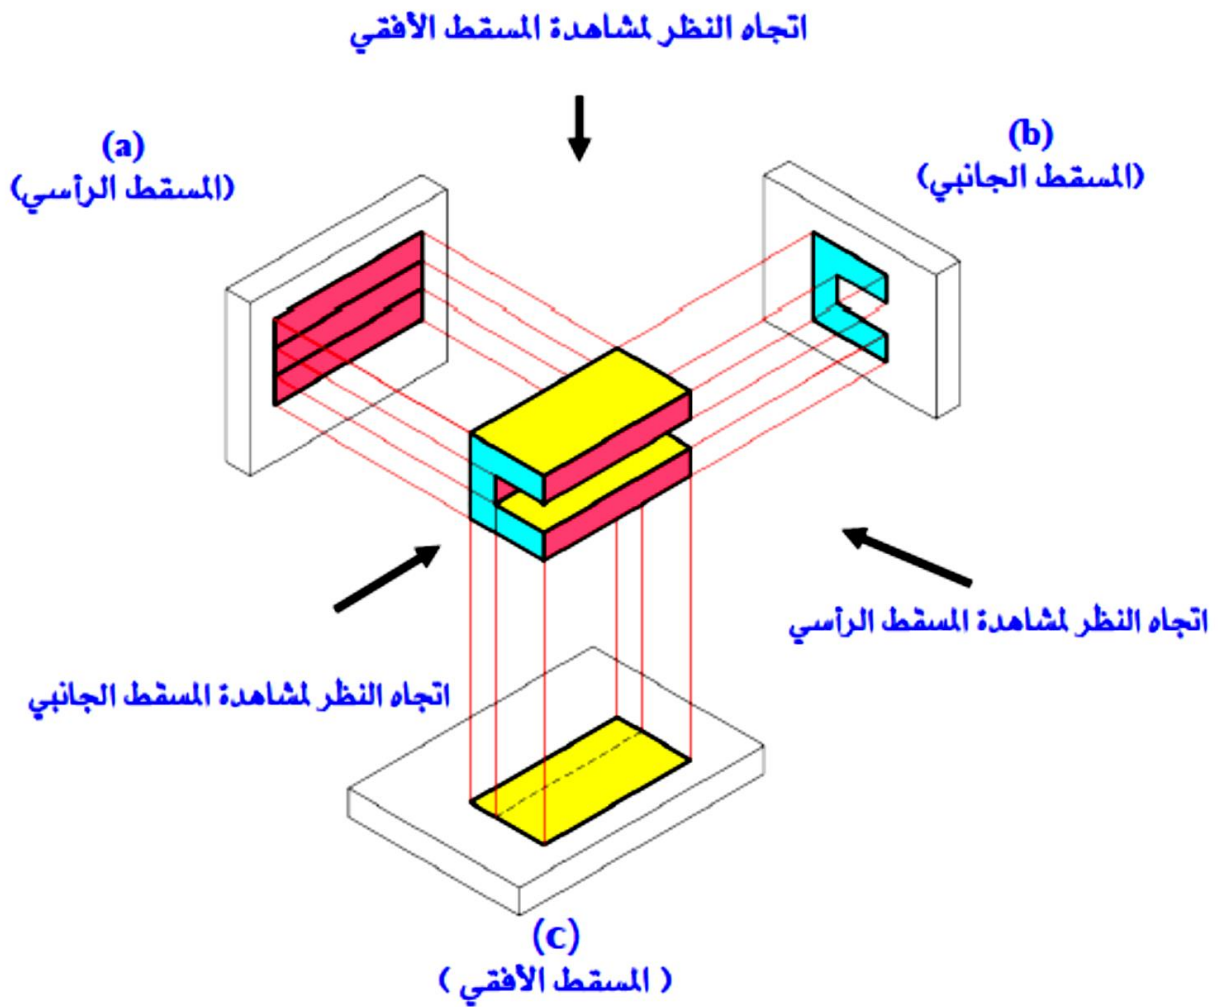 اتجاه النظر لمشاهدة المسقط الأفقي
(a)
(المسقط الرأسي)
(b)
(المسقط الجانبي)
اتجاه النظر لمشاهدة المسقط الرأسي
اتجاه النظر لمشاهدة المسقط الجانبي
(c)
( المسقط الأفقي )